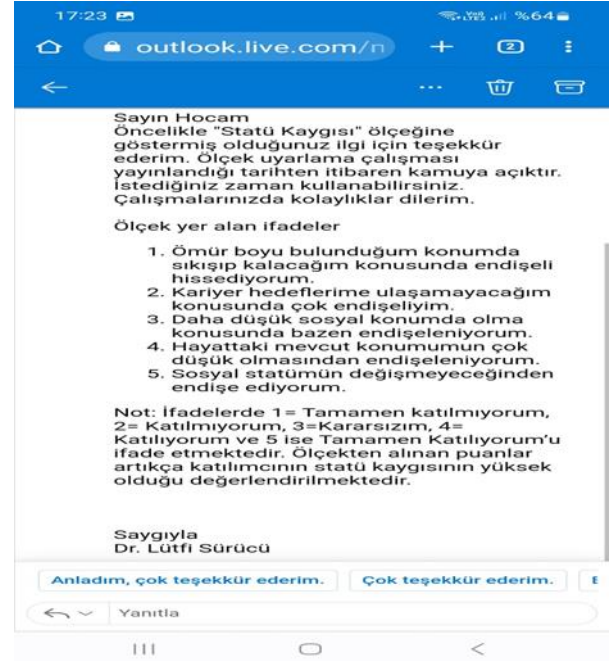 17:23
%64
outlook.live.com/n
2
Sayın Hocam
Öncelikle "Statü Kaygısı" ölçeğine
göstermiş olduğunuz ilgi için teşekkür
ederim. Ölçek uyarlama çalışması
yayınlandığı tarihten itibaren kamuya açıktır.
İstediğiniz zaman kullanabilirsiniz.
Çalışmalarınızda kolaylıklar dilerim.
Ölçek yer alan ifadeler
1. Ömür boyu bulunduğum konumda
sıkışıp kalacağım konusunda endişeli
hissediyorum.
2. Kariyer hedeflerime ulaşamayacağım
konusunda çok endişeliyim.
3. Daha düşük sosyal konumda olma
konusunda bazen endişeleniyorum.
4. Hayattaki mevcut konumumun çok
düşük olmasından endişeleniyorum.
5. Sosyal statümün değişmeyeceğinden
endişe ediyorum.
Not: İfadelerde 1= Tamamen katılmıyorum,
2= Katılmıyorum, 3=Kararsızım, 4=
Katılıyorum ve 5 ise Tamamen Katılıyorum'u
ifade etmektedir. Ölçekten alınan puanlar
artıkça katılımcının statü kaygısının yüksek
olduğu değerlendirilmektedir.
Saygıyla
Dr. Lütfi Sürücü
Anladım, çok teşekkür ederim. Çok teşekkür ederim.
Yanıtla